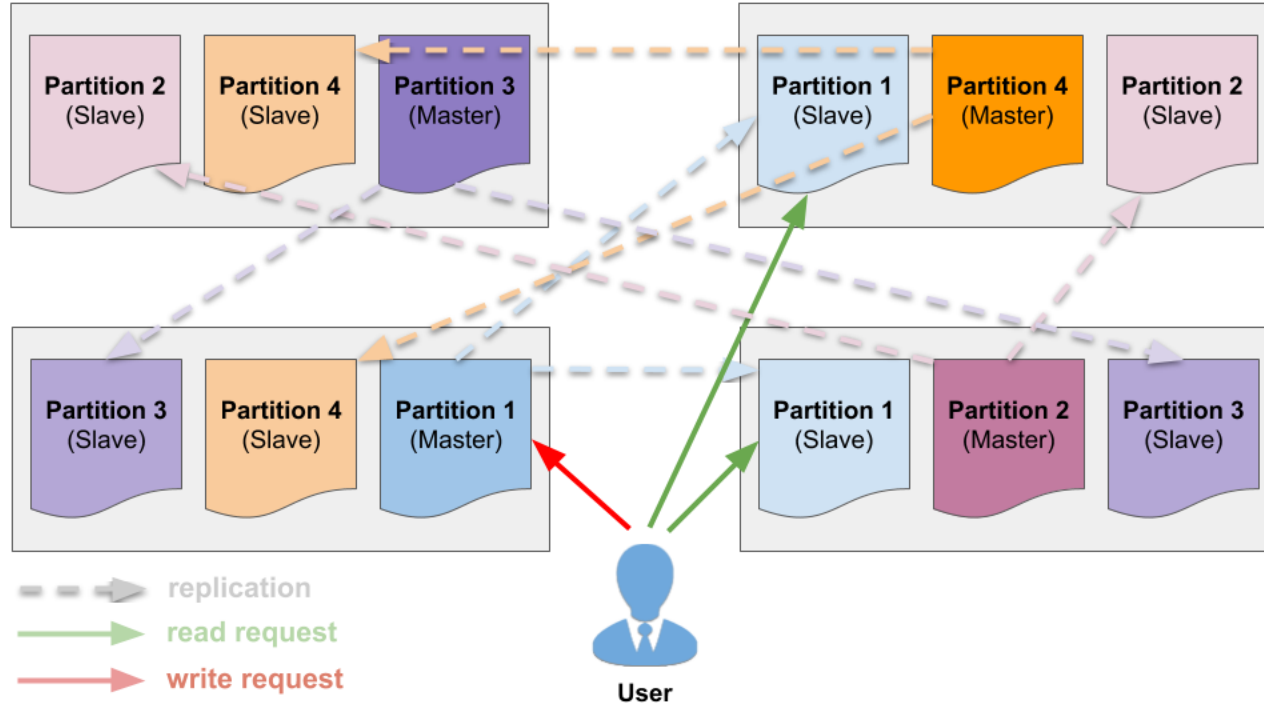 Partition 2
(Slave)
Partition 4
(Slave)
Partition 3
(Master)
Partition 1
(Slave)
Partition 4
(Master)
Partition 2
(Slave)
Partition 3
(Slave)
Partition 4
(Slave)
Partition 1
(Master)
Partition 1
(Slave)
Partition 2
(Master)
Partition 3
(Slave)
replication
read request
write request
User